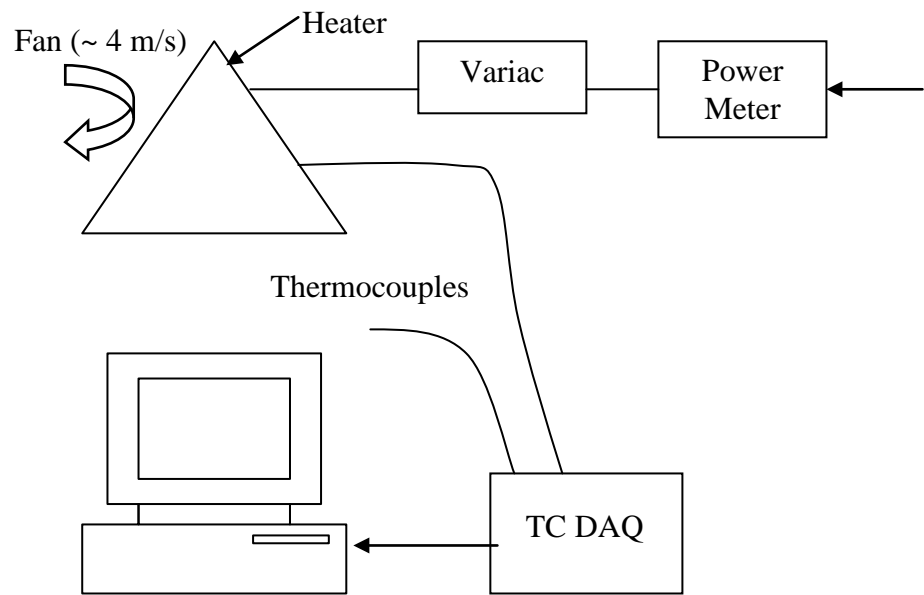 Heater
Fan (~ 4 m/s)
Variac
Power
Meter
Thermocouples
TC DAQ